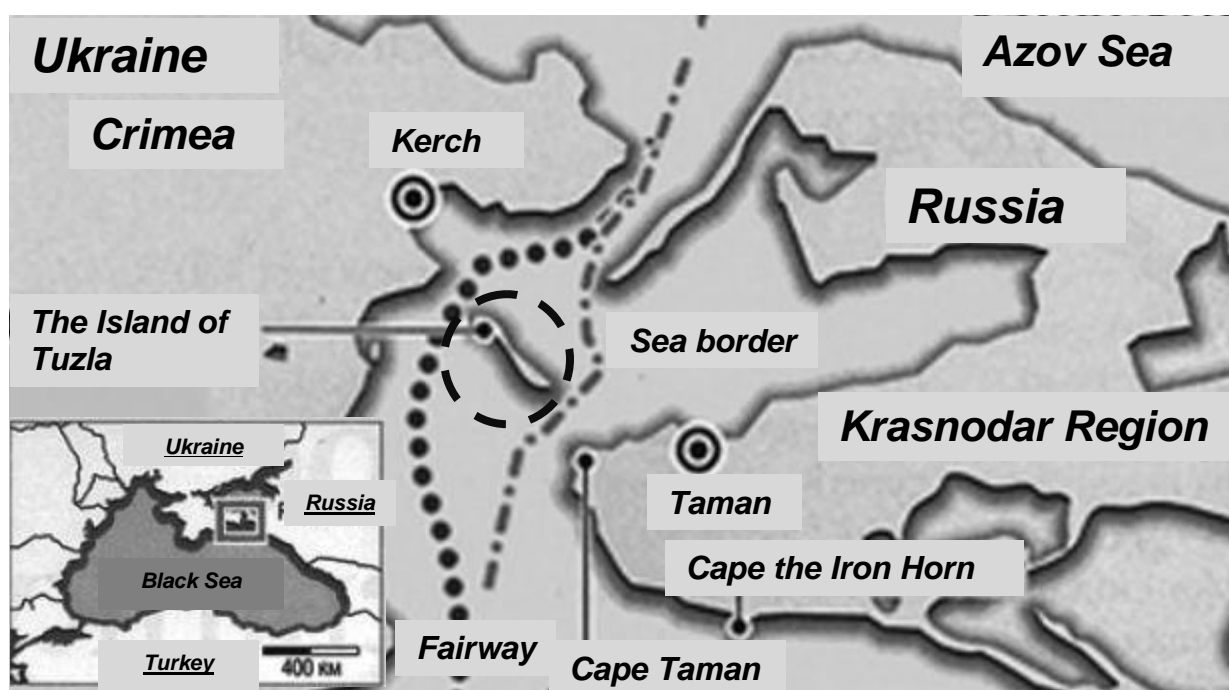 Ukraine
Azov Sea
Crimea
Kerch
Russia
The Island of
Tuzla
Sea border
Krasnodar Region
Ukraine
Taman
Russia
Cape the Iron Horn
Black Sea
Fairway
Cape Taman
Turkey
400 км